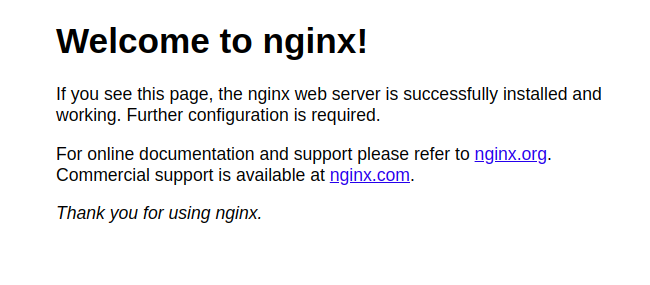 Welcome to nginx!
If you see this page, the nginx web server is successfully installed and
working. Further configuration is required.
For online documentation and support please refer to nginx.org.
Commercial support is available at nginx.com.
Thank you for using nginx.